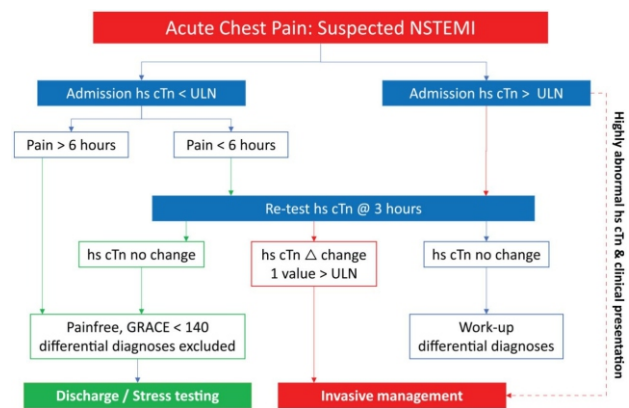 Acute Chest Pain: Suspected NSTEMI
Admission hs cTn < ULN
Admission hs cTn > ULN
Pain > 6 hours
Pain < 6 hours
Re-test hs cTn @ 3 hours
hs cTn no change
hs cTn △ change
1 value > ULN
hs cTn no change
Painfree, GRACE < 140
differential diagnoses excluded
Work-up
differential diagnoses
Discharge / Stress testing
Invasive management
Highly abnormal hs cTn & clinical presentation